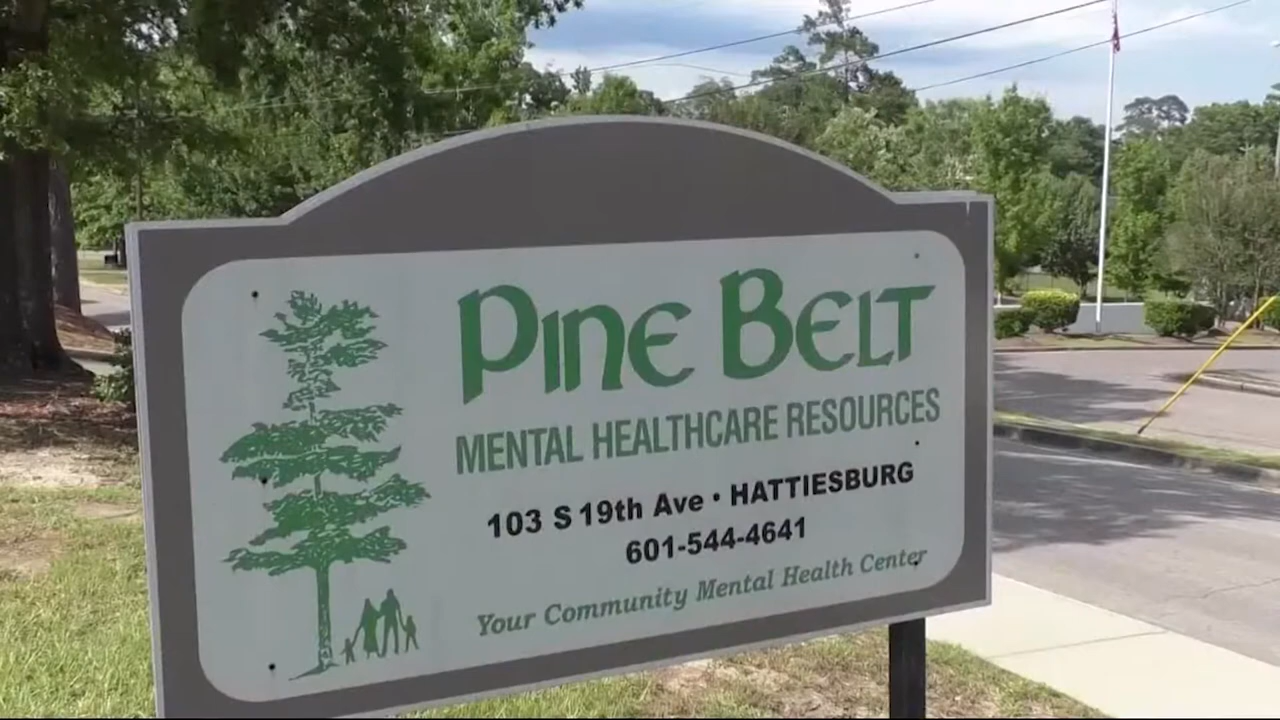 Pine Belt
MENTAL HEALTHCARE RESOURCES
103 S 19th Ave • HATTIESBURG
601-544-4641
Your Community Mental Health Center